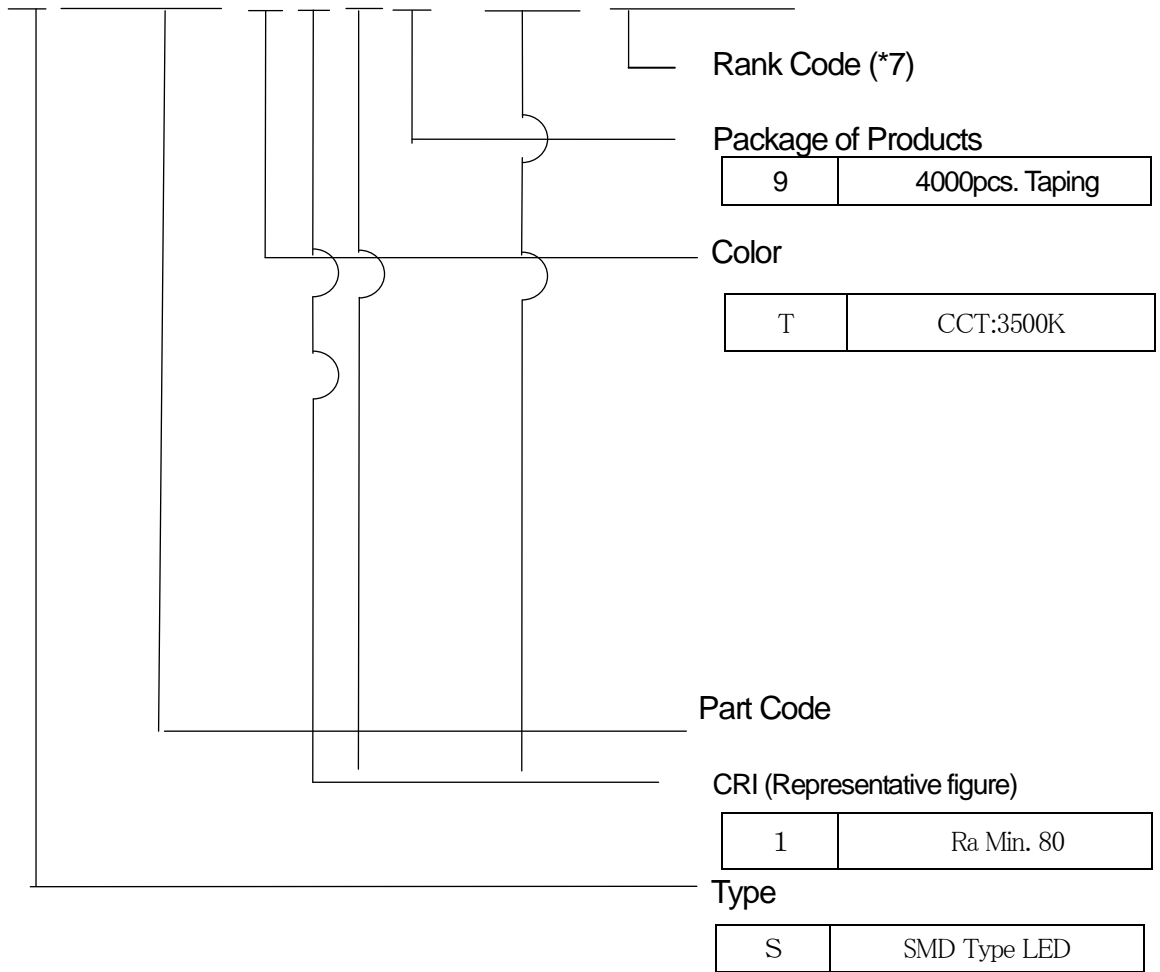 Rank Code (*7)
Package of Products
9 4000pcs. Taping
Color
T CCT:3500K
Part Code
CRI (Representative figure)
1 Ra Min. 80
Type
S SMD Type LED